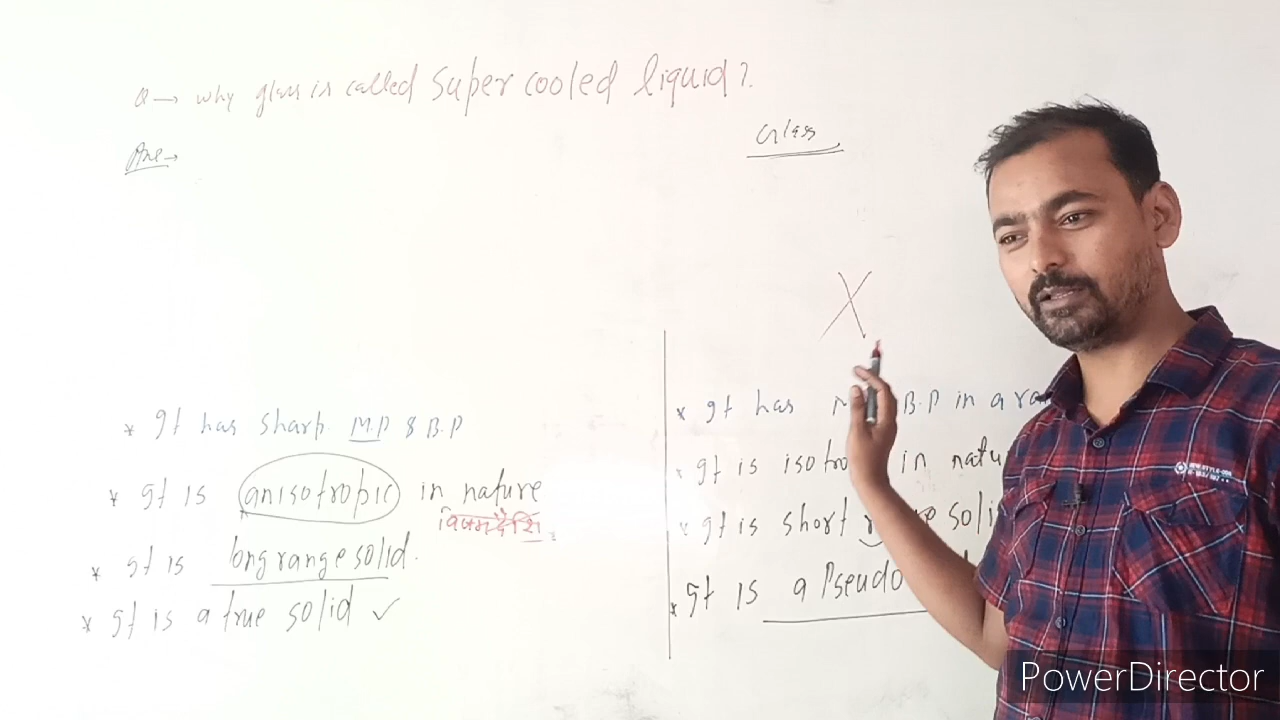 Q → why glass is called super cooled liquid?
Ans →
Glass
X
* It has sharp M.P & B.P
* It is anisotropic in nature
विषमदैशिक
* It is long range solid.
* It is a true solid ✓
* It has B.P in a
* It is in
* It is short
* It is a Pseudo
PowerDirector